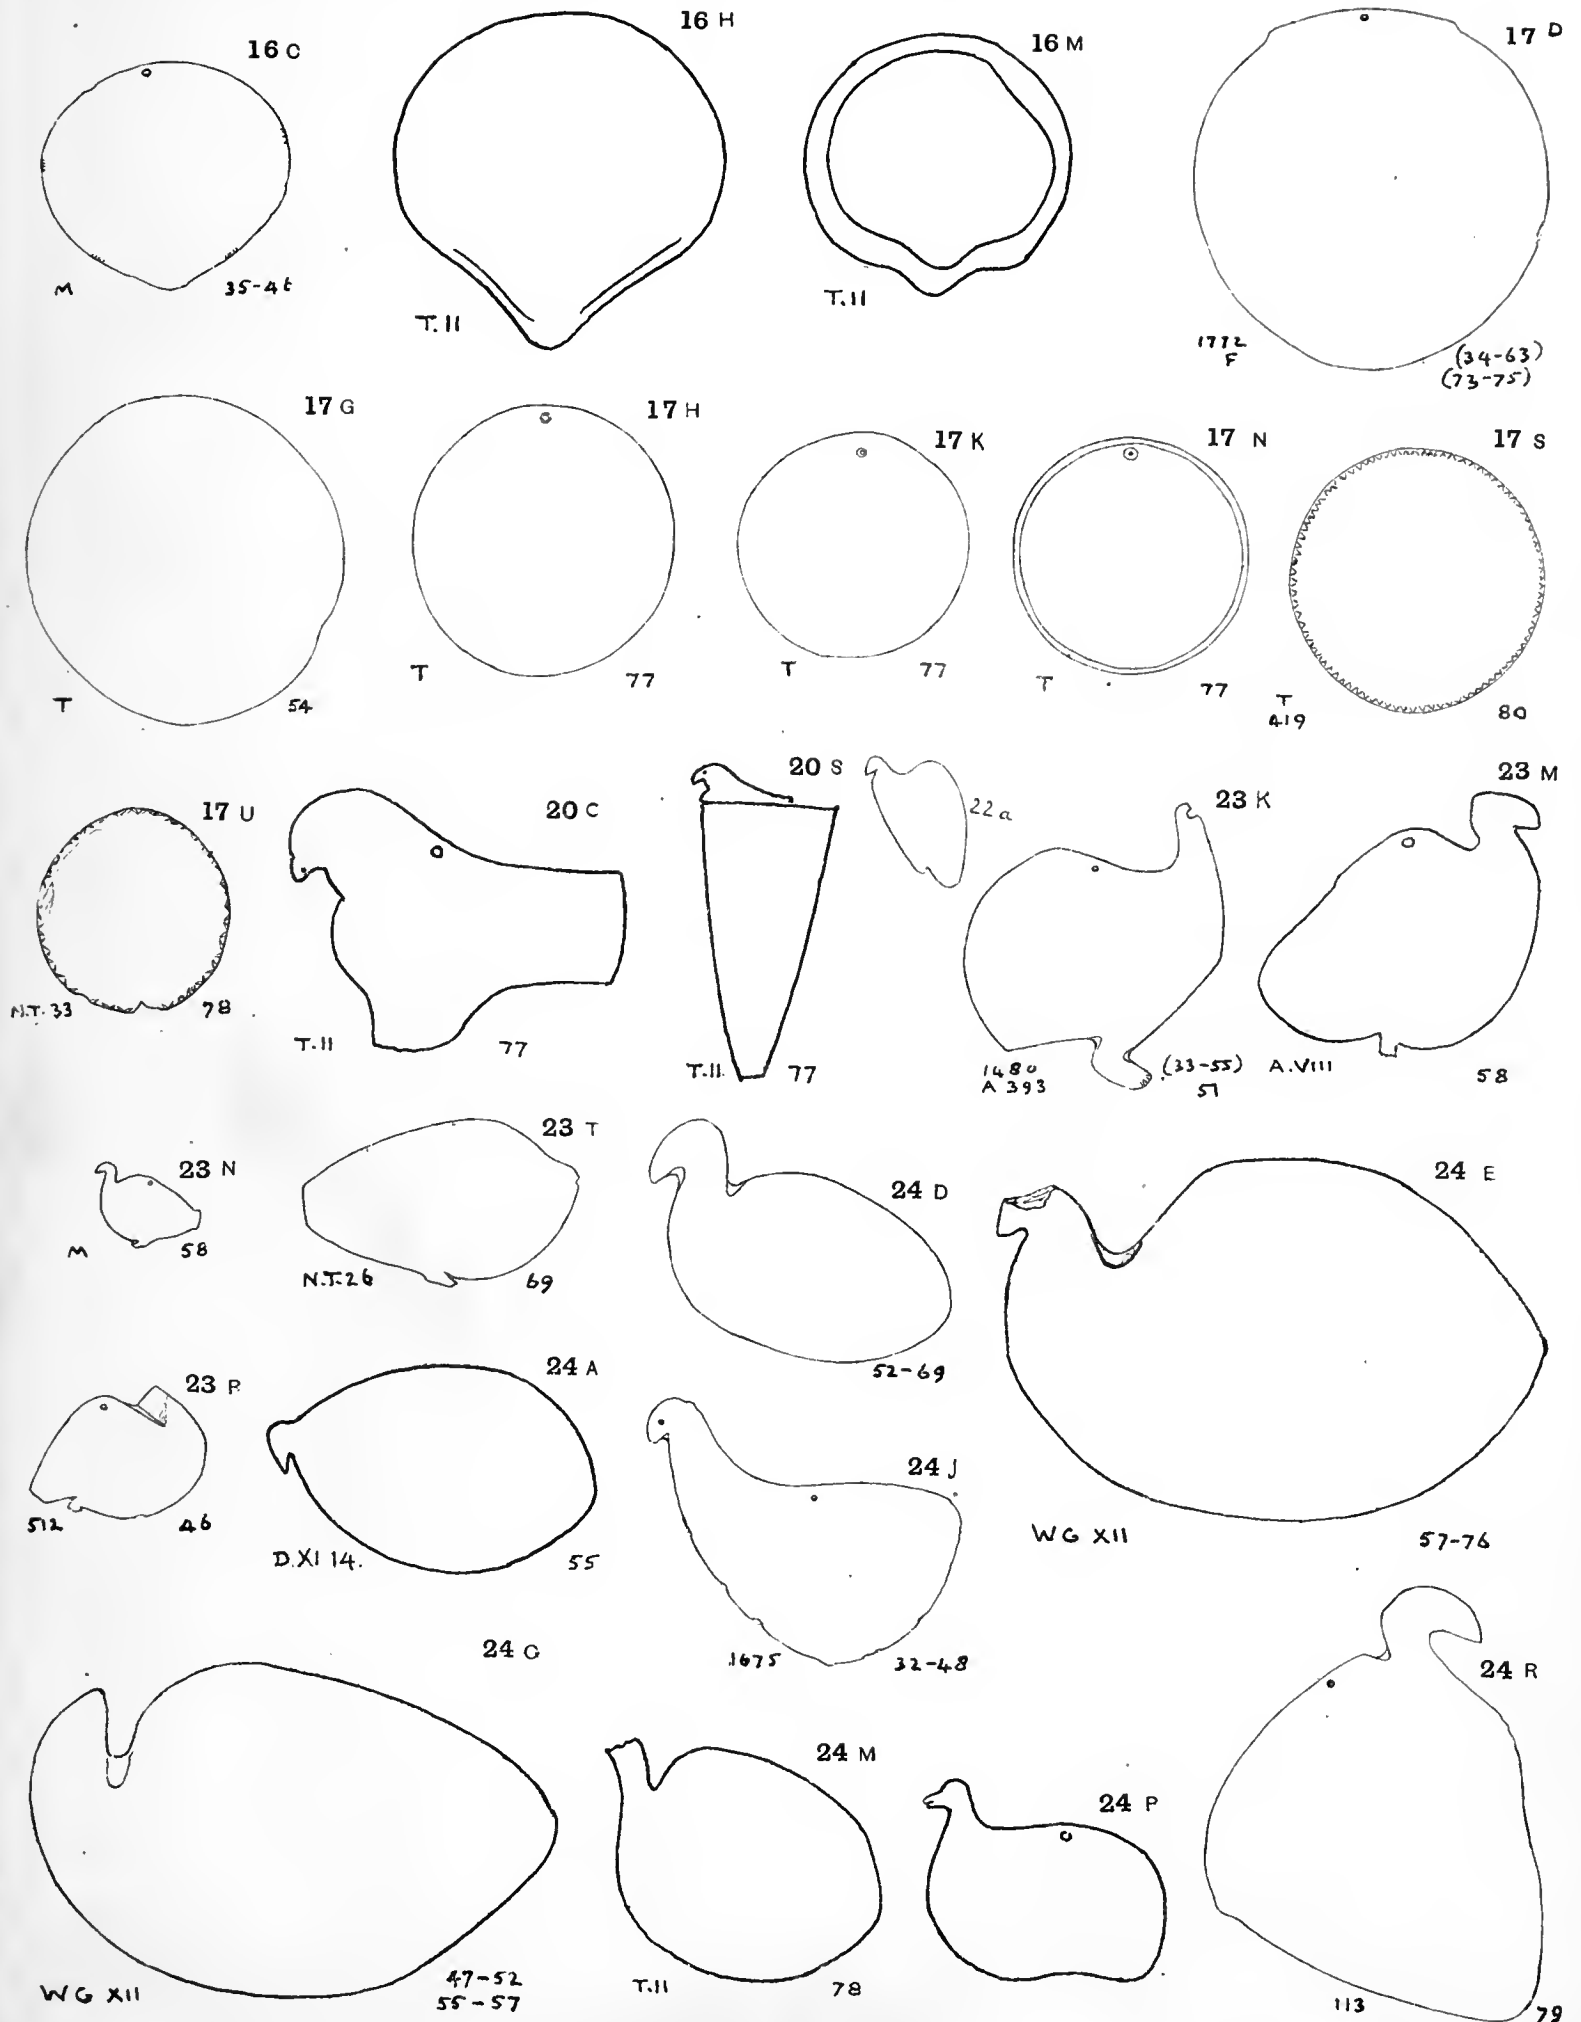 16 C
M
35-46
16 H
T.11
16 M
T.11
17 D
1772
F
(34-63)
(73-75)
17 G
T
54
17 H
T
77
17 K
T
77
17 N
T
77
17 S
T
419
80
17 U
N.T. 33
78
20 C
T.11
77
20 S
T.11.
77
22a
23 K
1480
A 393
(33-55)
51
23 M
A.VIII
58
23 N
M
58
23 T
N.T.26
69
24 D
52-69
24 E
WG XII
57-76
23 P
512
46
24 A
D.XI 14.
55
24 J
1675
32-48
24 G
WG XII
47-52
55-57
24 M
T.11
78
24 P
24 R
113
79